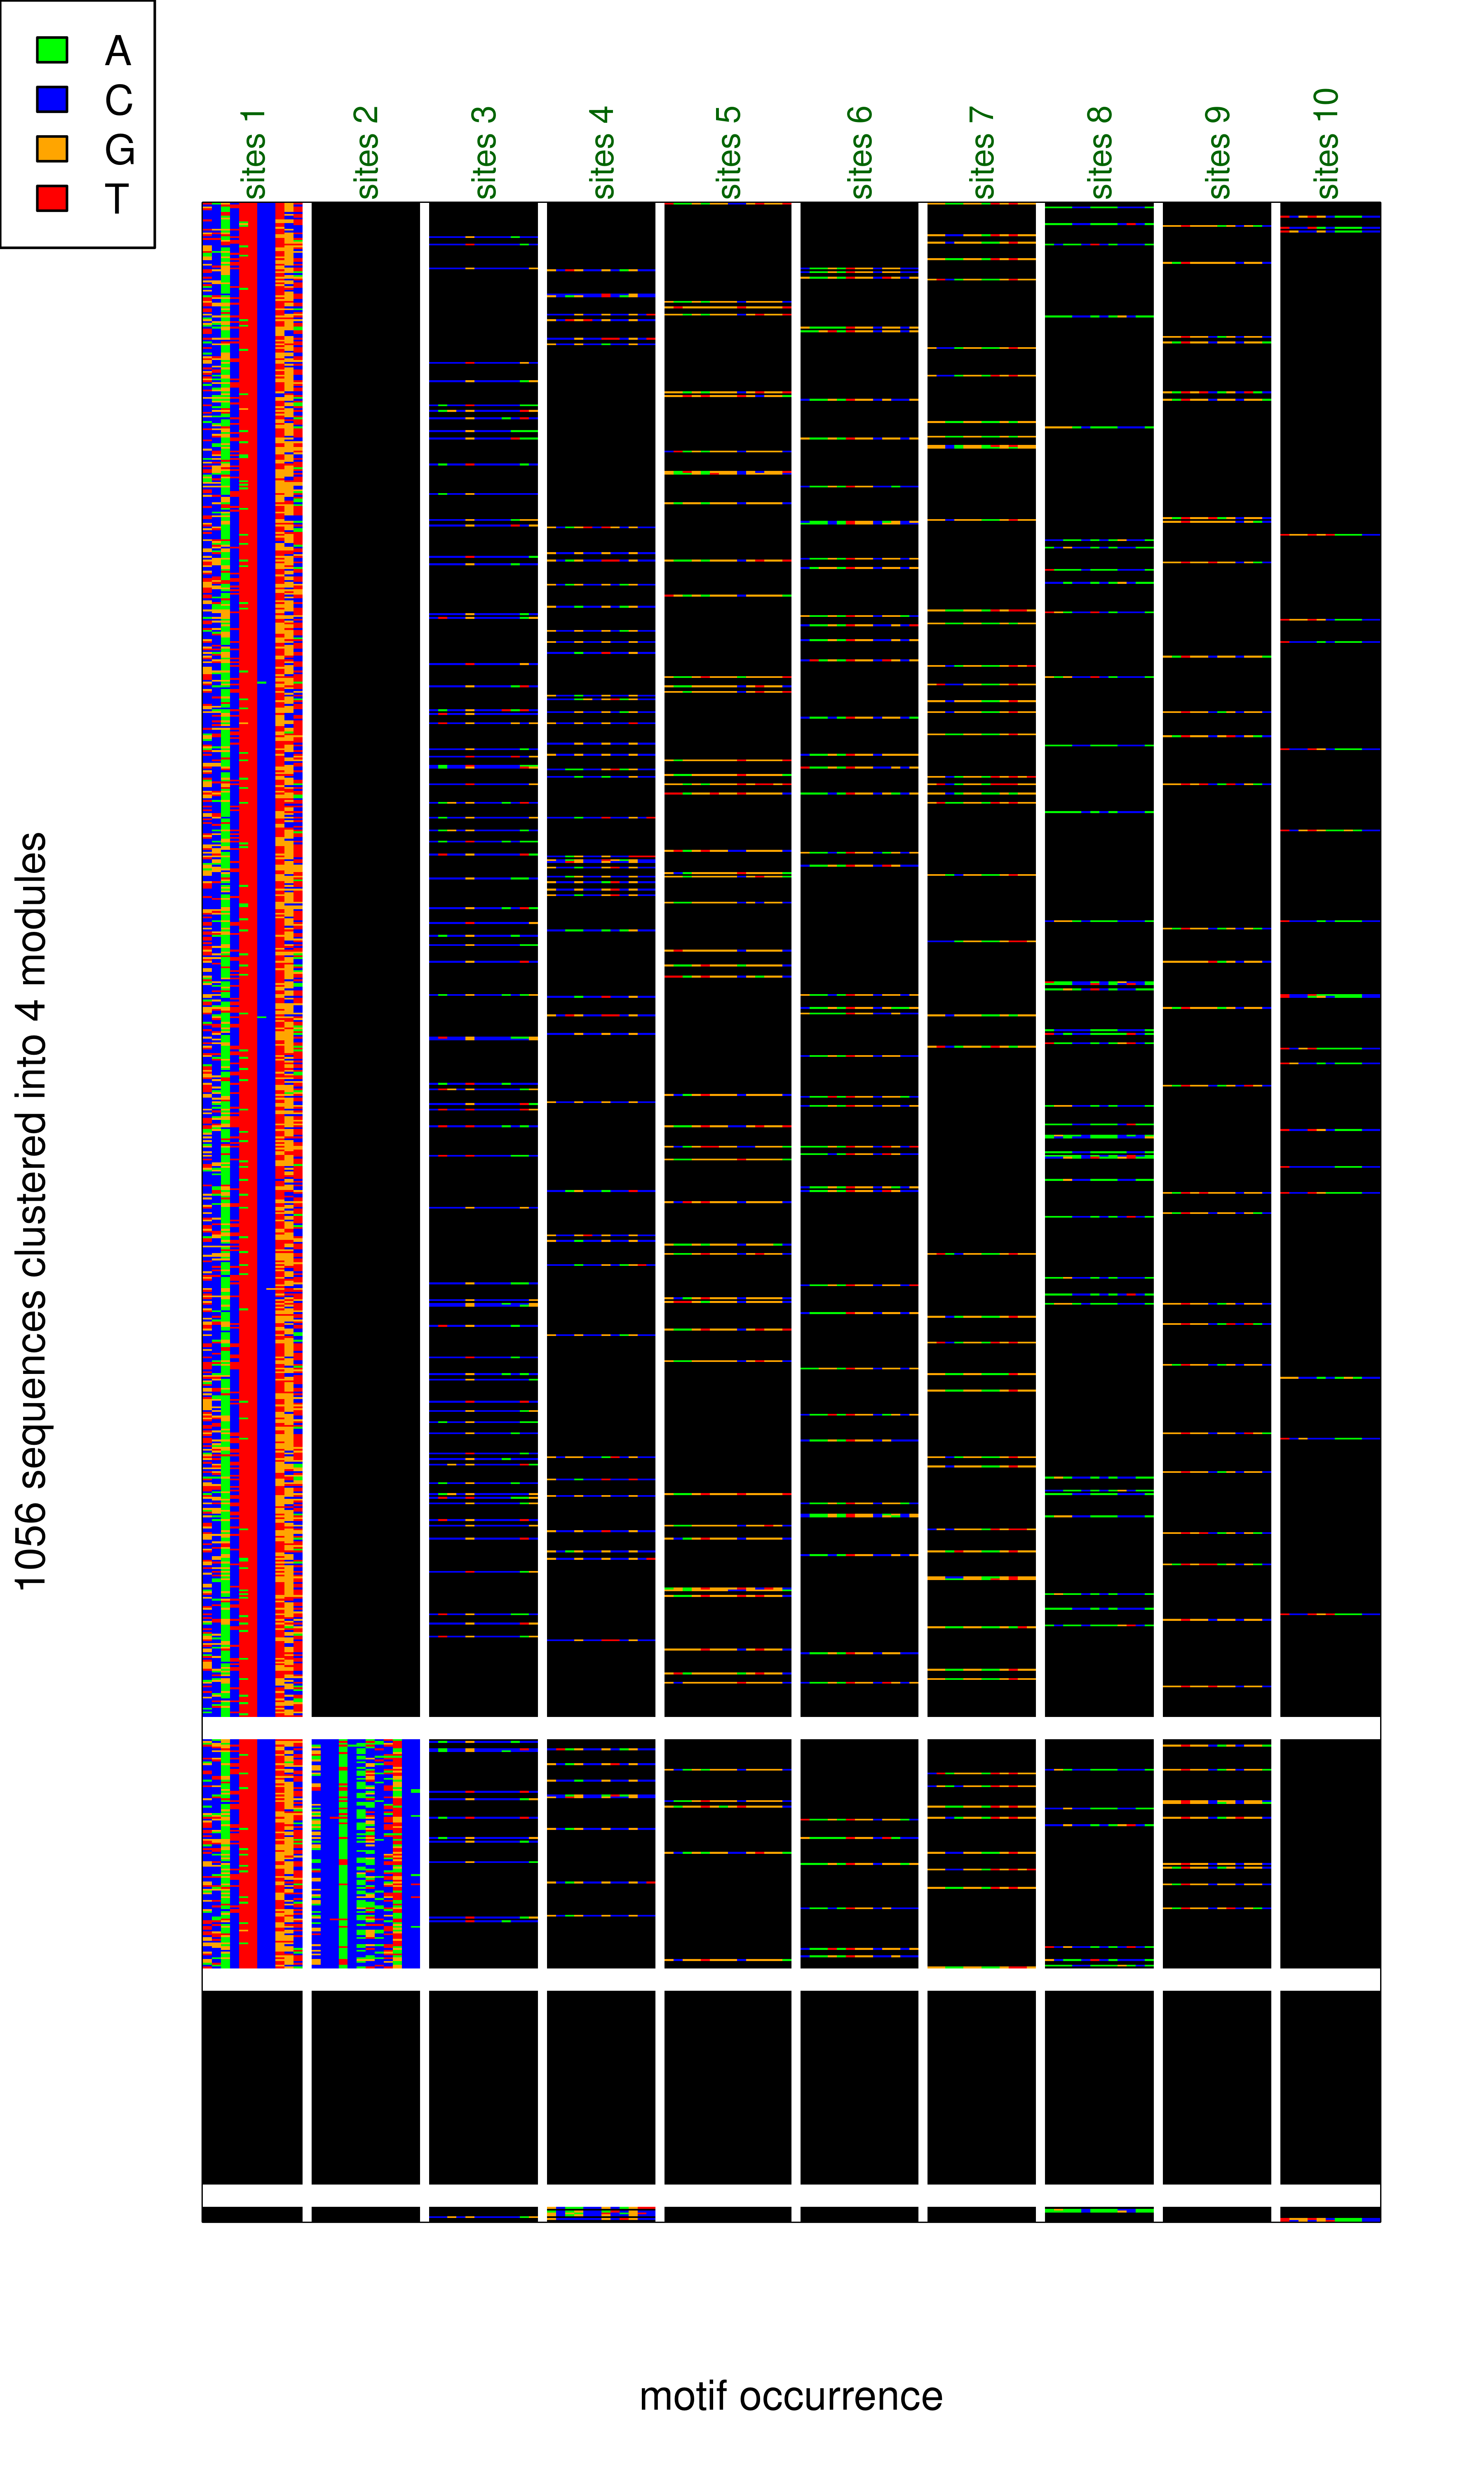 A
C
G
T
sites 1
sites 2
sites 3
sites 4
sites 5
sites 6
sites 7
sites 8
sites 9
sites 10
1056 sequences clustered into 4 modules
motif occurrence